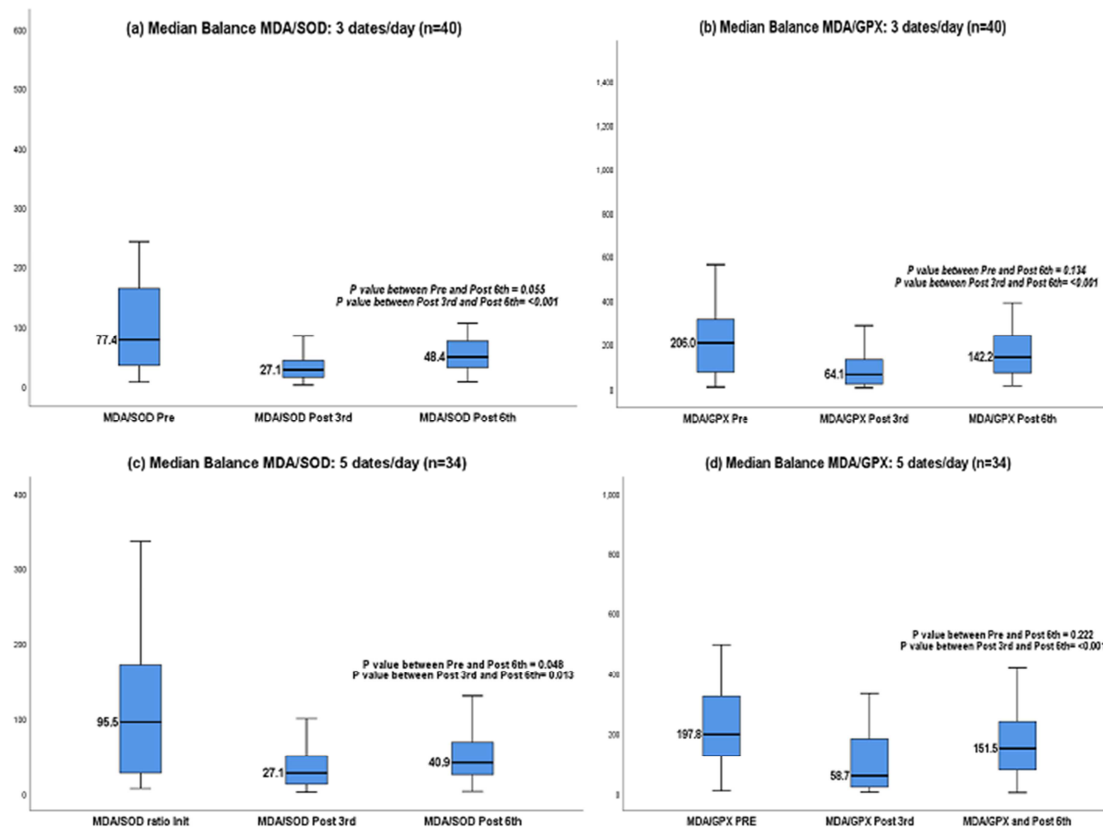 (a) Median Balance MDA/SOD: 3 dates/day (n=40)
600
500
400
300
200
100
0
77.4
27.1
48.4
P value between Pre and Post 6th = 0.055
P value between Post 3rd and Post 6th= <0.001
MDA/SOD Pre
MDA/SOD Post 3rd
MDA/SOD Post 6th
(b) Median Balance MDA/GPX: 3 dates/day (n=40)
1,400
1,200
1,000
800
600
400
200
0
206.0
64.1
142.2
P value between Pre and Post 6th = 0.134
P value between Post 3rd and Post 6th= <0.001
MDA/GPX Pre
MDA/GPX Post 3rd
MDA/GPX Post 6th
(c) Median Balance MDA/SOD: 5 dates/day (n=34)
400
300
200
100
0
95.5
27.1
40.9
P value between Pre and Post 6th = 0.048
P value between Post 3rd and Post 6th= 0.013
MDA/SOD ratio Init
MDA/SOD Post 3rd
MDA/SOD Post 6th
(d) Median Balance MDA/GPX: 5 dates/day (n=34)
1,000
800
600
400
200
0
197.8
58.7
151.5
P value between Pre and Post 6th = 0.222
P value between Post 3rd and Post 6th= <0.001
MDA/GPX PRE
MDA/GPX Post 3rd
MDA/GPX and Post 6th